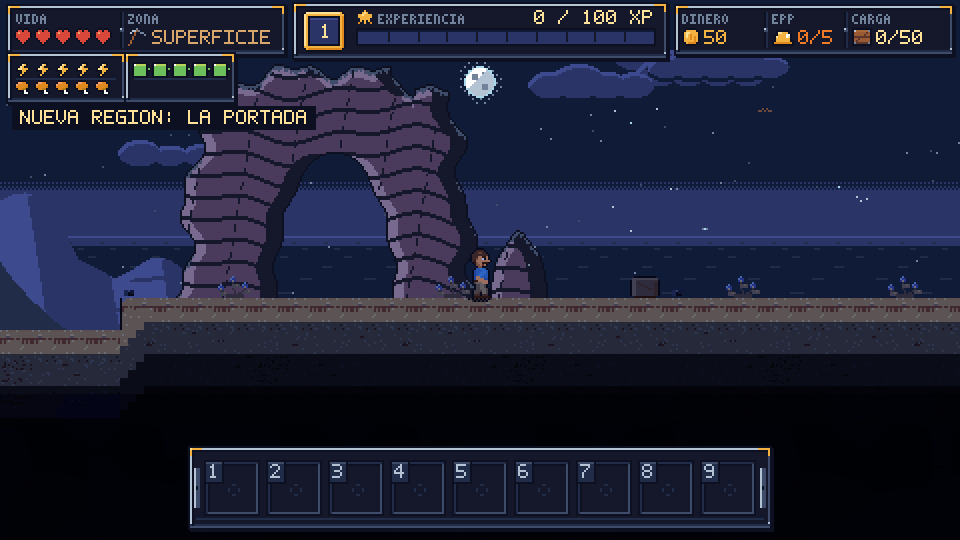 VIDA
ZONA
SUPERFICIE
1
EXPERIENCIA
0 / 100 XP
DINERO
50
EPP
0/5
CARGA
0/50
NUEVA REGION: LA PORTADA
1 2 3 4 5 6 7 8 9